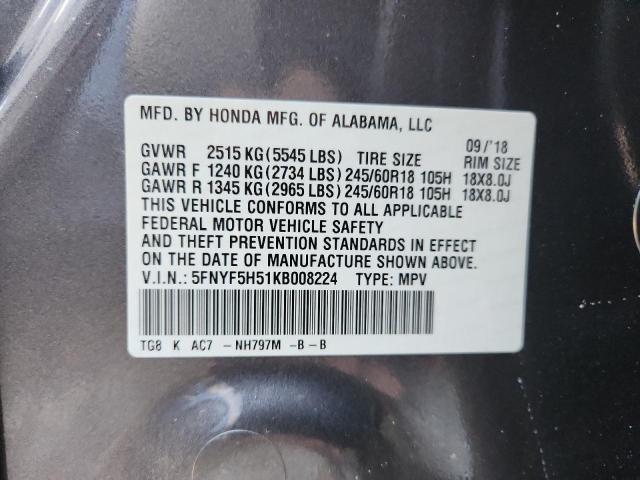 MFD. BY HONDA MFG. OF ALABAMA, LLC
09/'18
GVWR 2515 KG(5545 LBS) TIRE SIZE RIM SIZE
GAWR F 1240 KG(2734 LBS) 245/60R18 105H 18X8.0J
GAWR R 1345 KG(2965 LBS) 245/60R18 105H 18X8.0J
THIS VEHICLE CONFORMS TO ALL APPLICABLE
FEDERAL MOTOR VEHICLE SAFETY
AND THEFT PREVENTION STANDARDS IN EFFECT
ON THE DATE OF MANUFACTURE SHOWN ABOVE.
V.I.N.: 5FNYF5H51KB008224 TYPE: MPV
TG8 K AC7 -NH797M -B-B